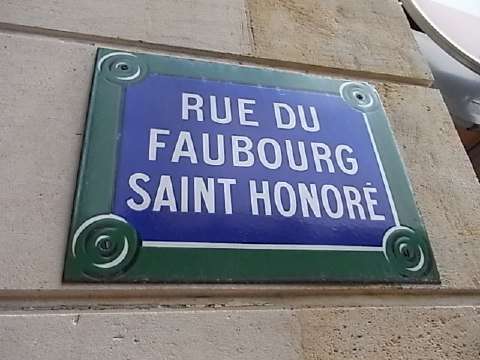 RUE DU
FAUBOURG
SAINT HONORÉ